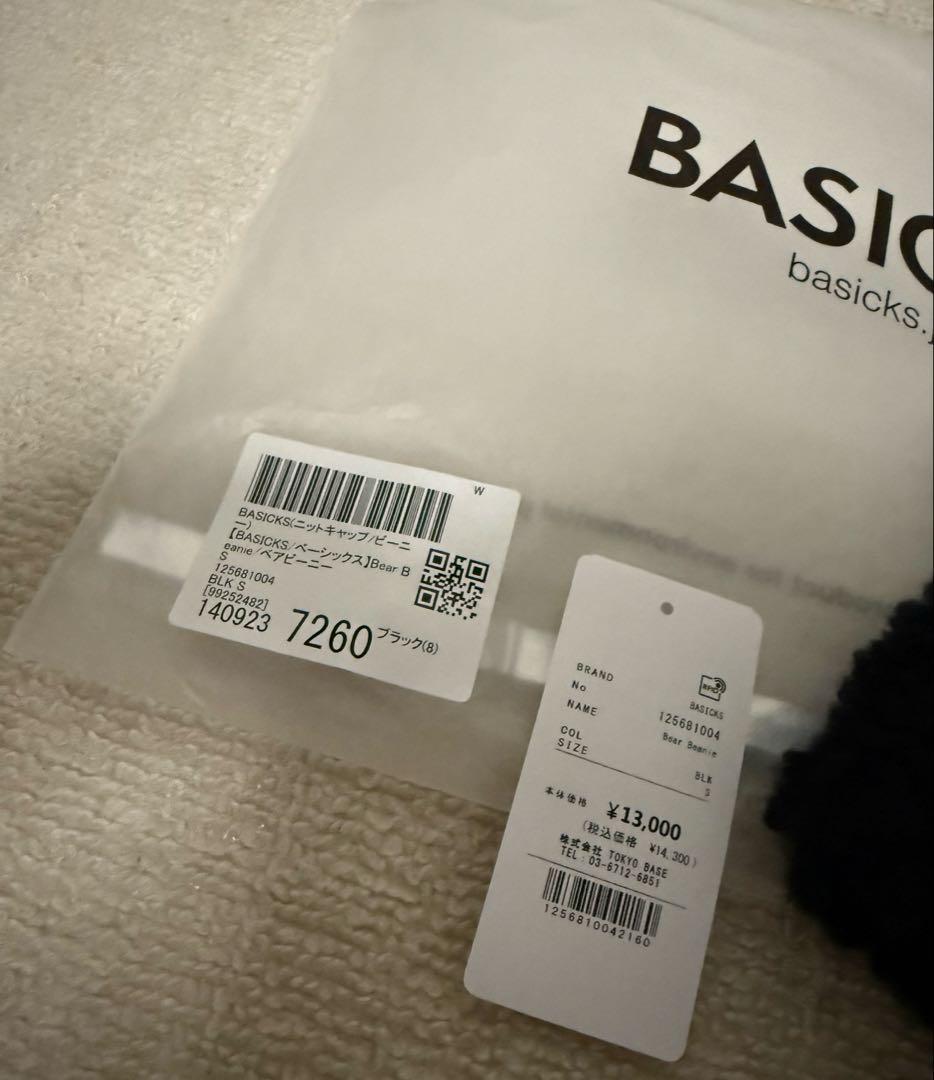 BASIC
basicks.
W
BASICKS(ニットキャップ/ビーニ
ー)
【BASICKS/ベーシックス】Bear B
eanie/ベアビーニー
S
125681004
BLK S
[99252482]
140923 7260 ブラック(8)
RFID
BRAND BASICKS
No 125681004
NAME Bear Beanie
COL BLK
SIZE S
本体価格 ¥13,000
(税込価格 ¥14,300)
株式会社 TOKYO BASE
TEL：03-6712-6851
1256810042160